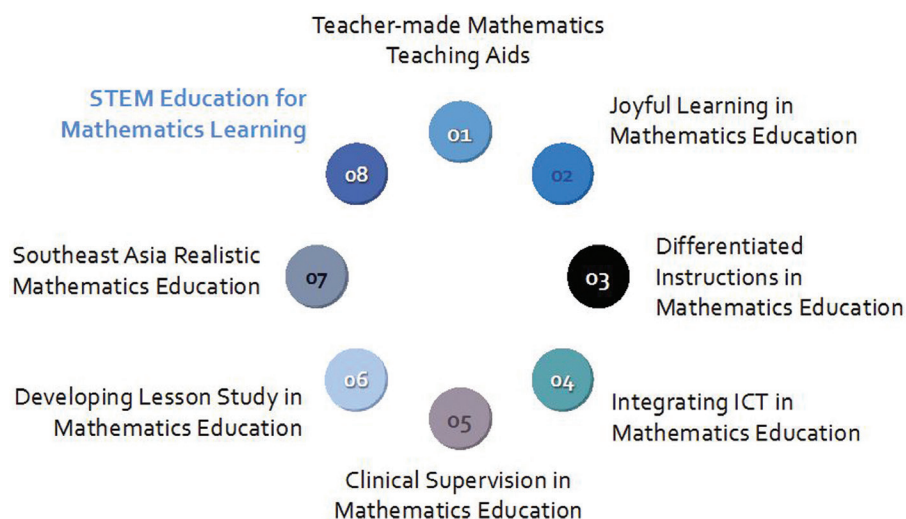 Teacher-made Mathematics
Teaching Aids
01
Joyful Learning in
Mathematics Education
02
Differentiated
Instructions in
Mathematics Education
03
Integrating ICT in
Mathematics Education
04
Clinical Supervision in
Mathematics Education
05
Developing Lesson Study in
Mathematics Education
06
Southeast Asia Realistic
Mathematics Education
07
STEM Education for
Mathematics Learning
08